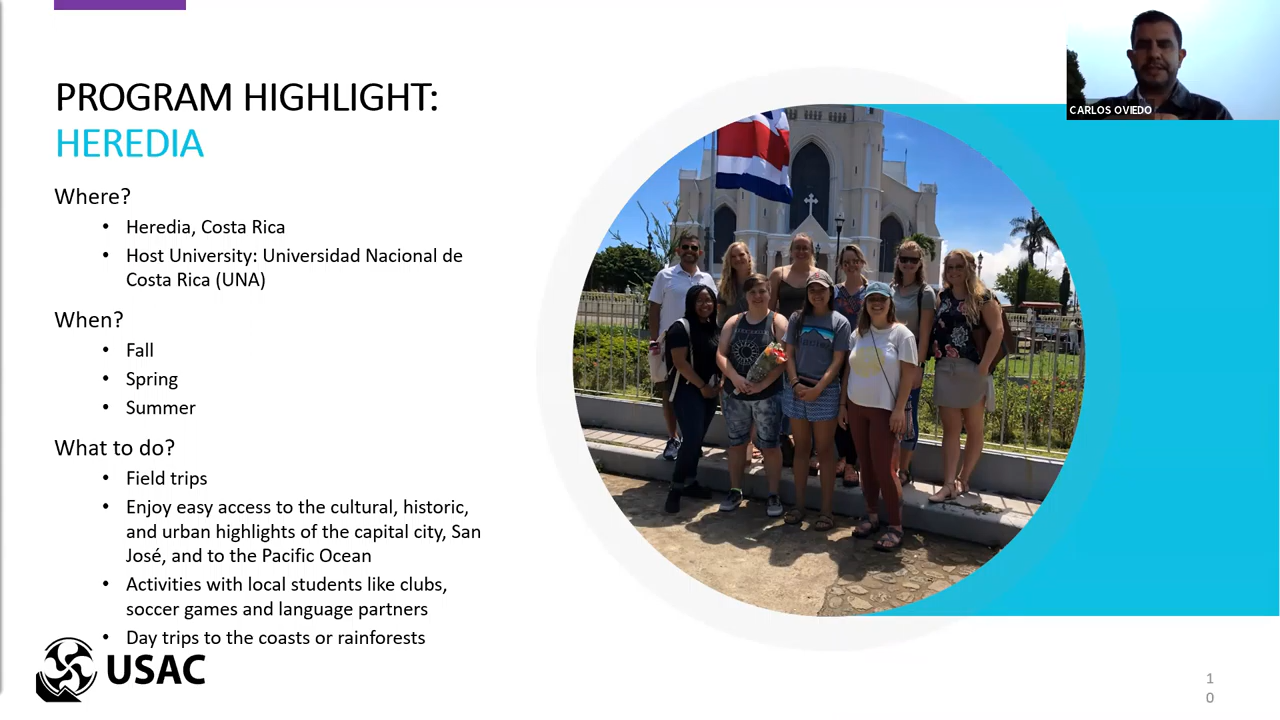 CARLOS OVIEDO
PROGRAM HIGHLIGHT:
HEREDIA
Where?
• Heredia, Costa Rica
• Host University: Universidad Nacional de
Costa Rica (UNA)
When?
• Fall
• Spring
• Summer
What to do?
• Field trips
• Enjoy easy access to the cultural, historic,
and urban highlights of the capital city, San
José, and to the Pacific Ocean
• Activities with local students like clubs,
soccer games and language partners
• Day trips to the coasts or rainforests
USAC
1
0